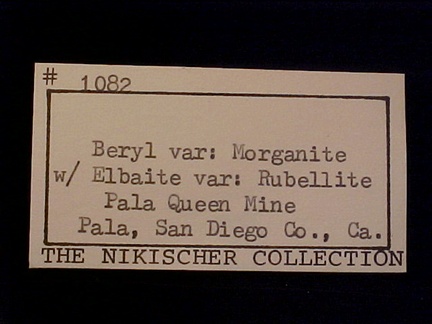 # 1082
Beryl var: Morganite
w/ Elbaite var: Rubellite
Pala Queen Mine
Pala, San Diego Co., Ca.
THE NIKISCHER COLLECTION